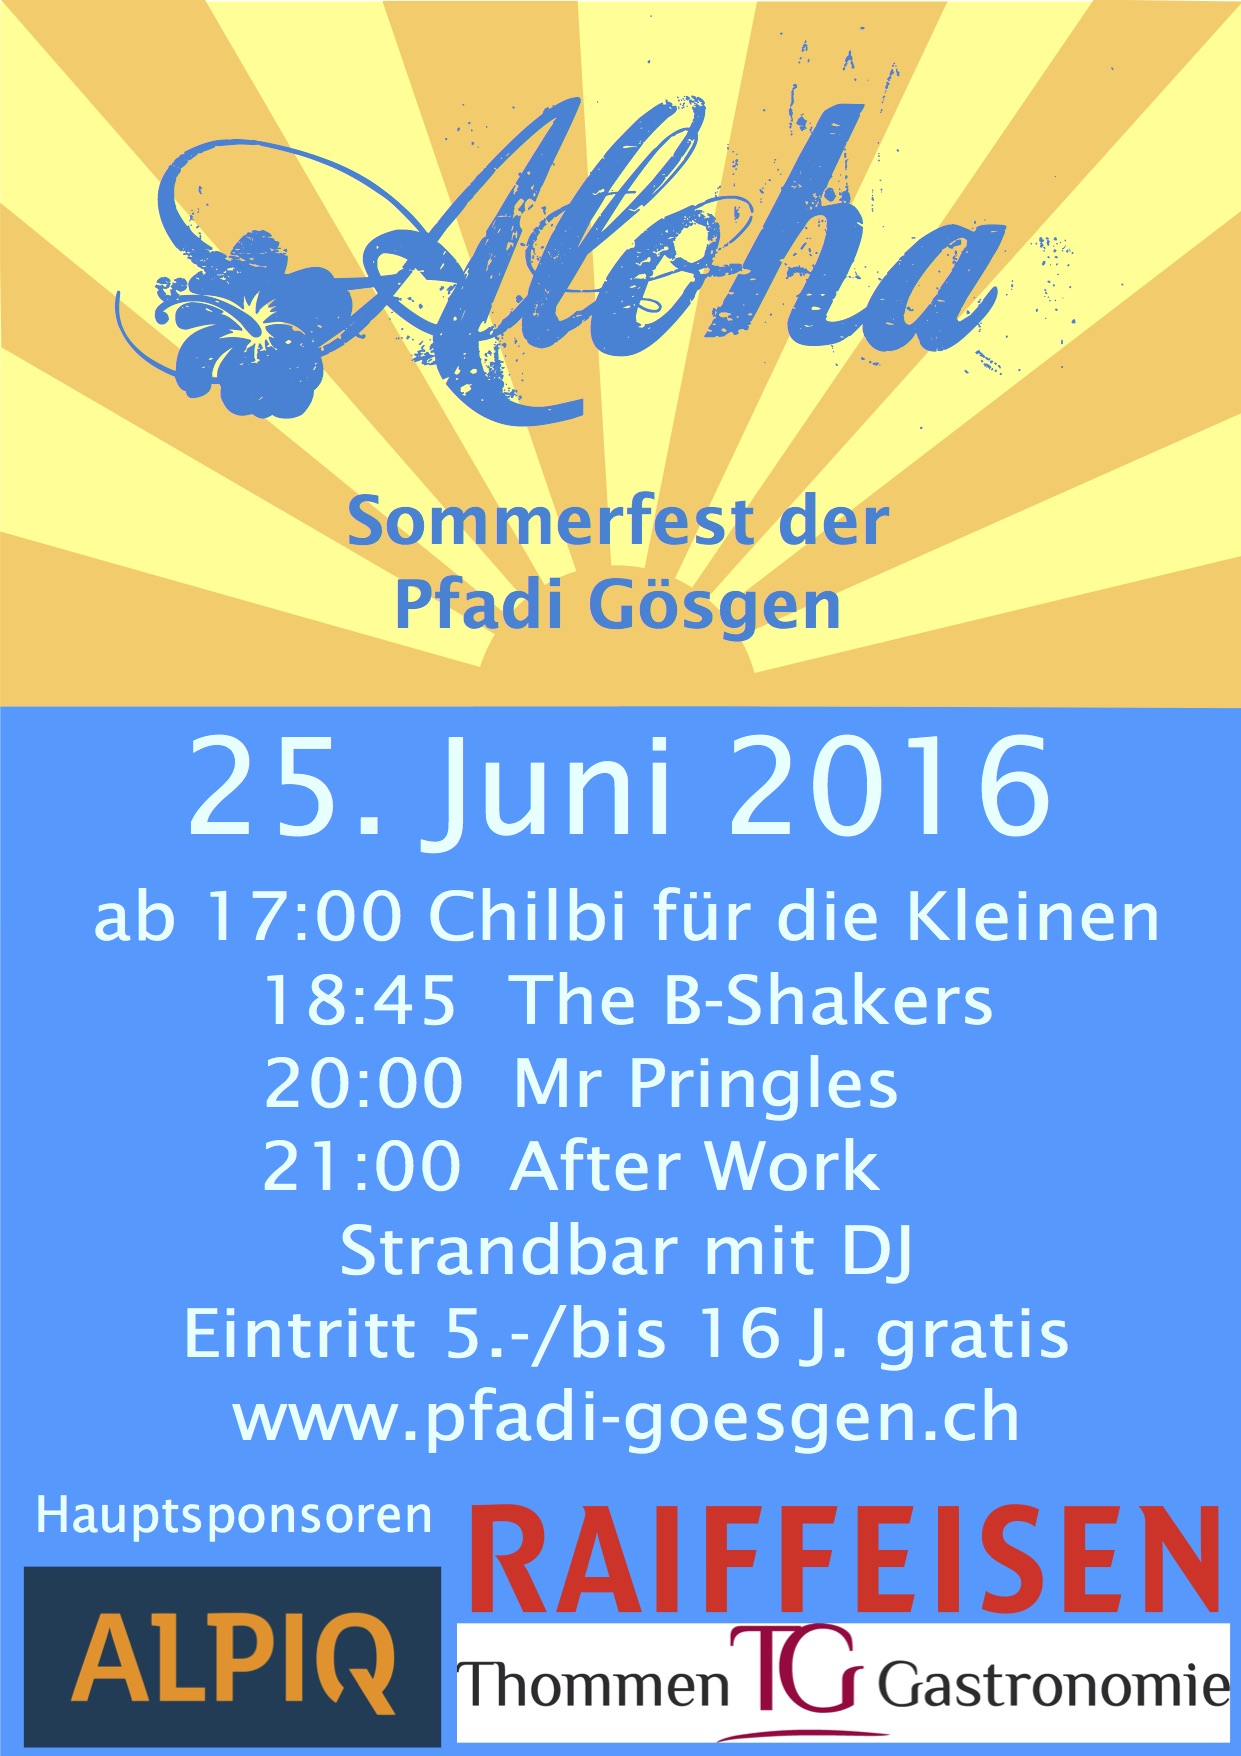 Aloha
Sommerfest der
Pfadi Gösgen
25. Juni 2016
ab 17:00 Chilbi für die Kleinen
18:45 The B-Shakers
20:00 Mr Pringles
21:00 After Work
Strandbar mit DJ
Eintritt 5.-/bis 16 J. gratis
www.pfadi-goesgen.ch
Hauptsponsoren
RAIFFEISEN
ALPIQ
Thommen TG Gastronomie